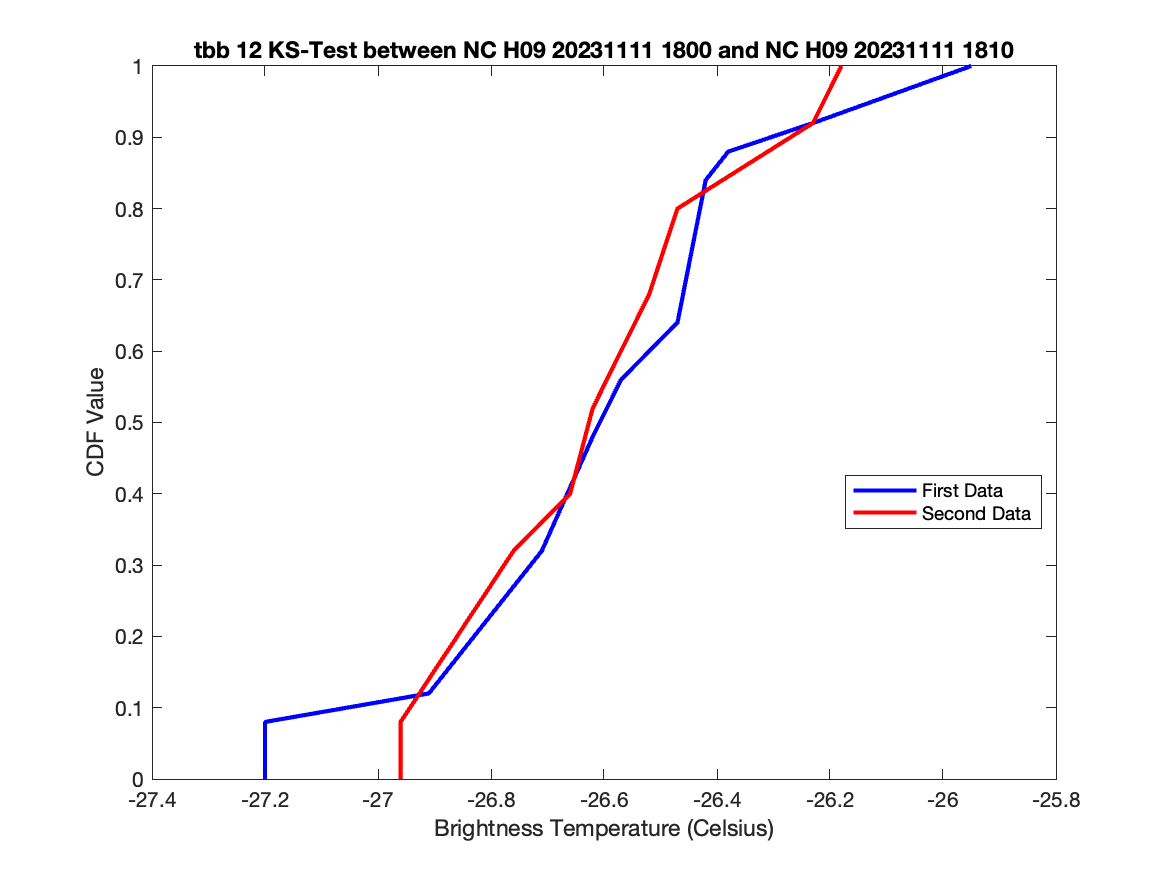 tbb 12 KS-Test between NC H09 20231111 1800 and NC H09 20231111 1810
1
0.9
0.8
0.7
0.6
0.5
0.4
0.3
0.2
0.1
0
CDF Value
First Data
Second Data
-27.4 -27.2 -27 -26.8 -26.6 -26.4 -26.2 -26 -25.8
Brightness Temperature (Celsius)